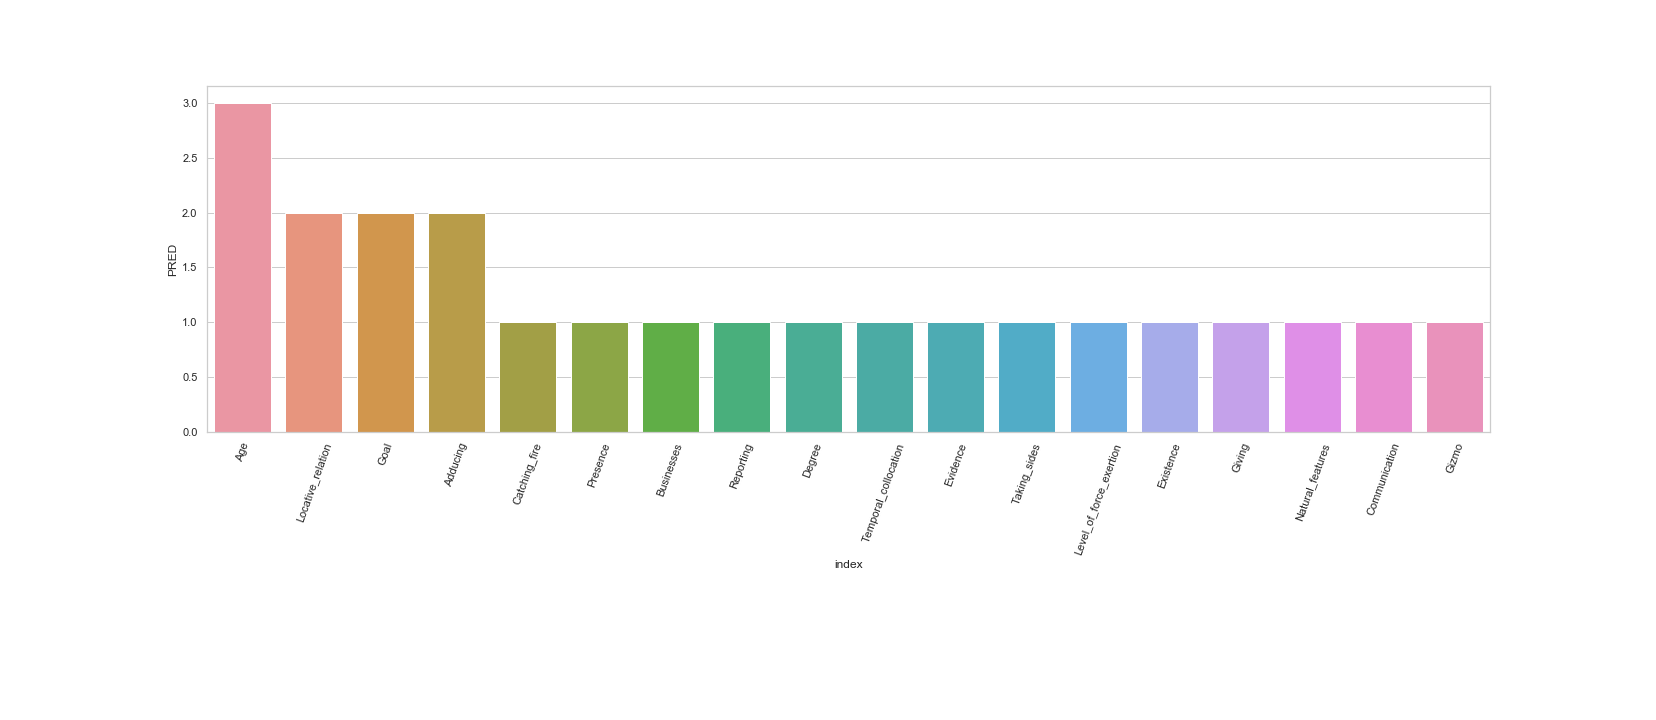 3.0
2.5
2.0
1.5
1.0
0.5
0.0
PRED
Age
Locative_relation
Goal
Adducing
Catching_fire
Presence
Businesses
Reporting
Degree
Temporal_collocation
Evidence
Taking_sides
Level_of_force_exertion
Existence
Giving
Natural_features
Communication
Gizmo
index